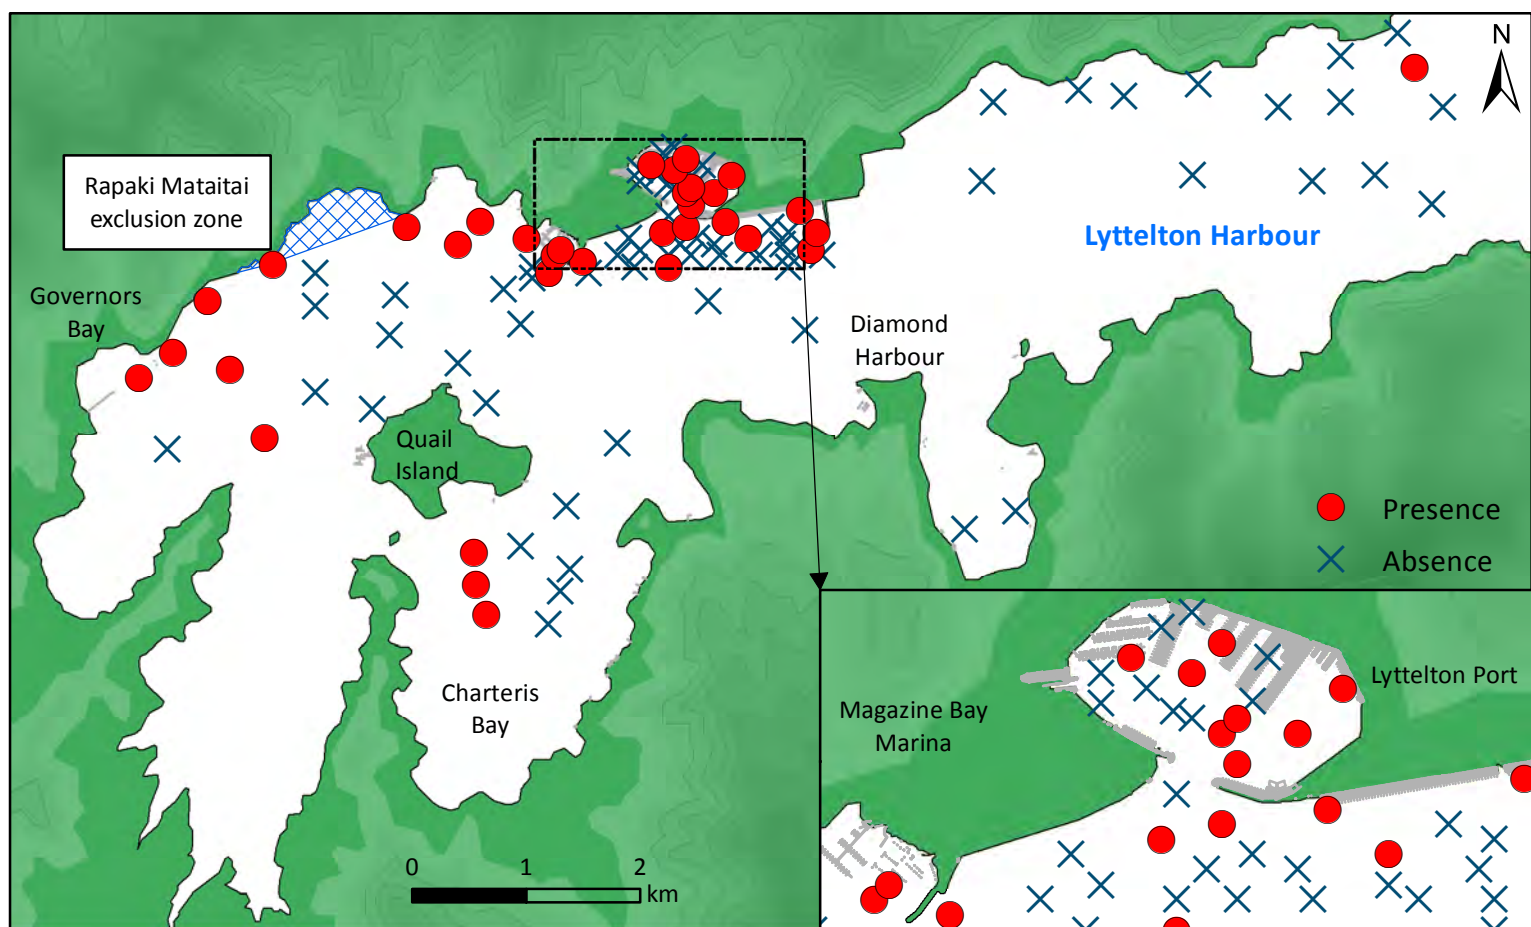 N
Rapaki Mataitai
exclusion zone
Lyttelton Harbour
Governors
Bay
Diamond
Harbour
Quail
Island
Presence
Absence
Charteris
Bay
Lyttelton Port
Magazine Bay
Marina
0 1 2
km